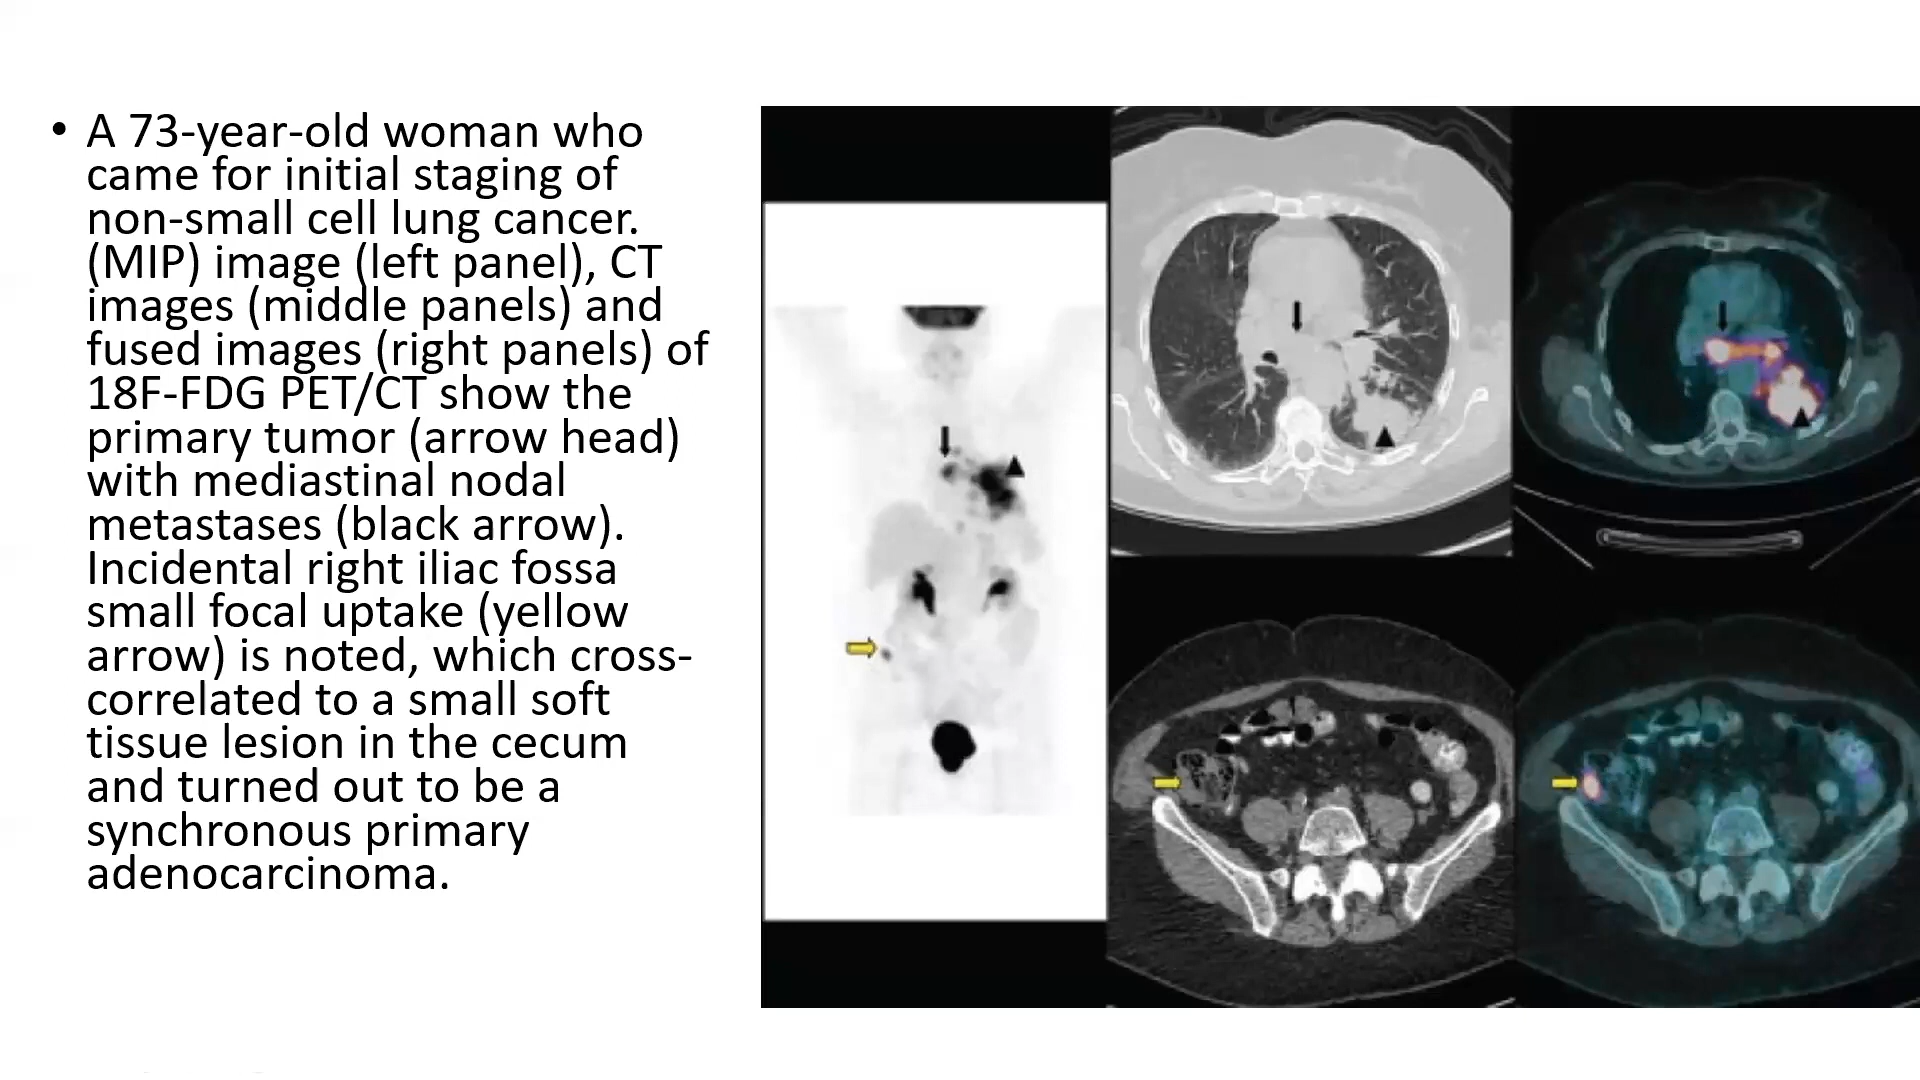 • A 73-year-old woman who
came for initial staging of
non-small cell lung cancer.
(MIP) image (left panel), CT
images (middle panels) and
fused images (right panels) of
18F-FDG PET/CT show the
primary tumor (arrow head)
with mediastinal nodal
metastases (black arrow).
Incidental right iliac fossa
small focal uptake (yellow
arrow) is noted, which cross-
correlated to a small soft
tissue lesion in the cecum
and turned out to be a
synchronous primary
adenocarcinoma.